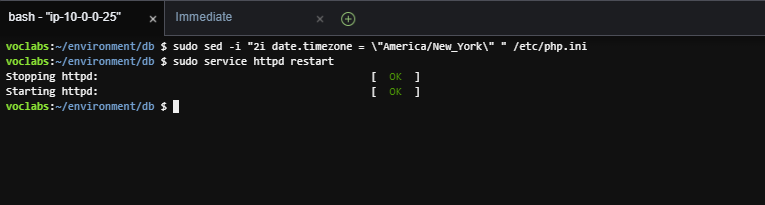 bash - "ip-10-0-0-25" × Immediate ×
voclabs:~/environment/db $ sudo sed -i "2i date.timezone = \"America/New_York\" " /etc/php.ini
voclabs:~/environment/db $ sudo service httpd restart
Stopping httpd: [ OK ]
Starting httpd: [ OK ]
voclabs:~/environment/db $